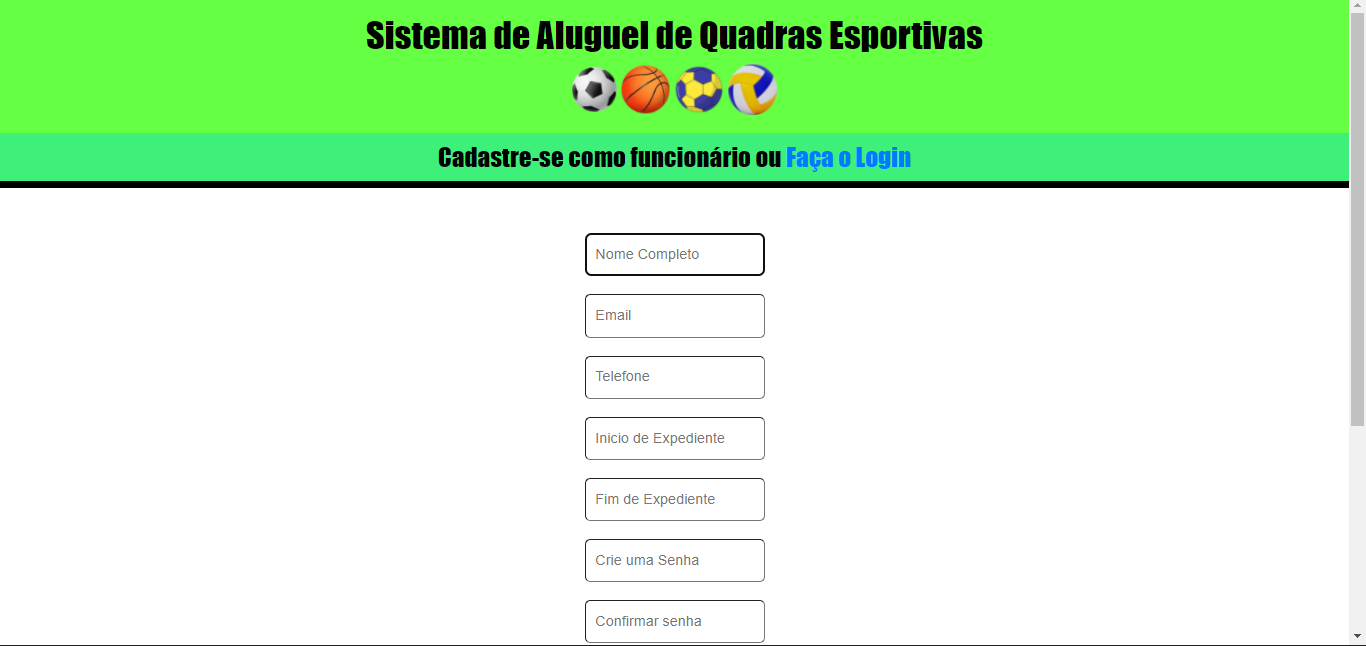 Sistema de Aluguel de Quadras Esportivas
Cadastre-se como funcionário ou Faça o Login
Nome Completo
Email
Telefone
Inicio de Expediente
Fim de Expediente
Crie uma Senha
Confirmar senha